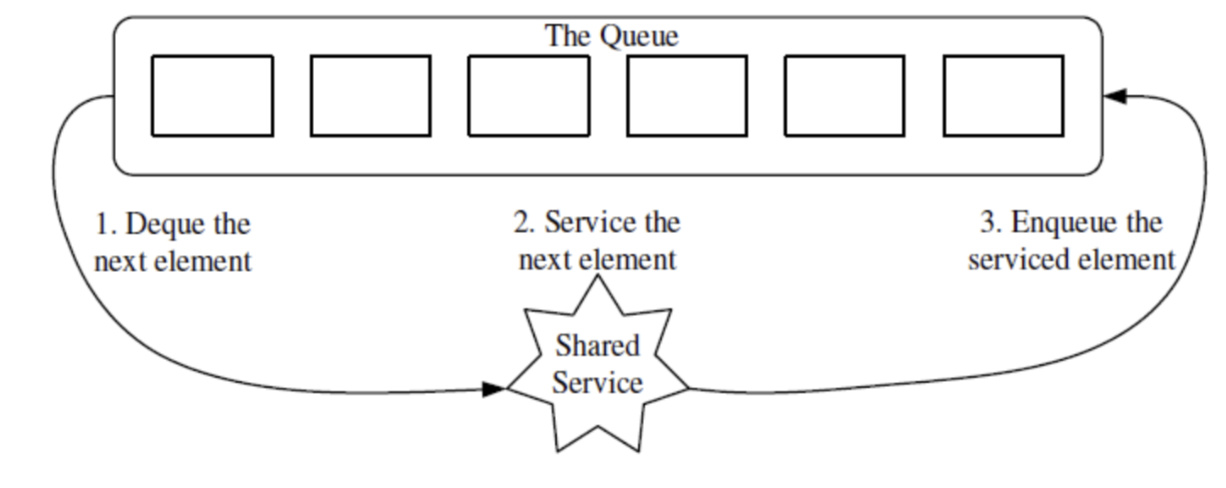 The Queue
1. Deque the
next element
2. Service the
next element
3. Enqueue the
serviced element
Shared
Service